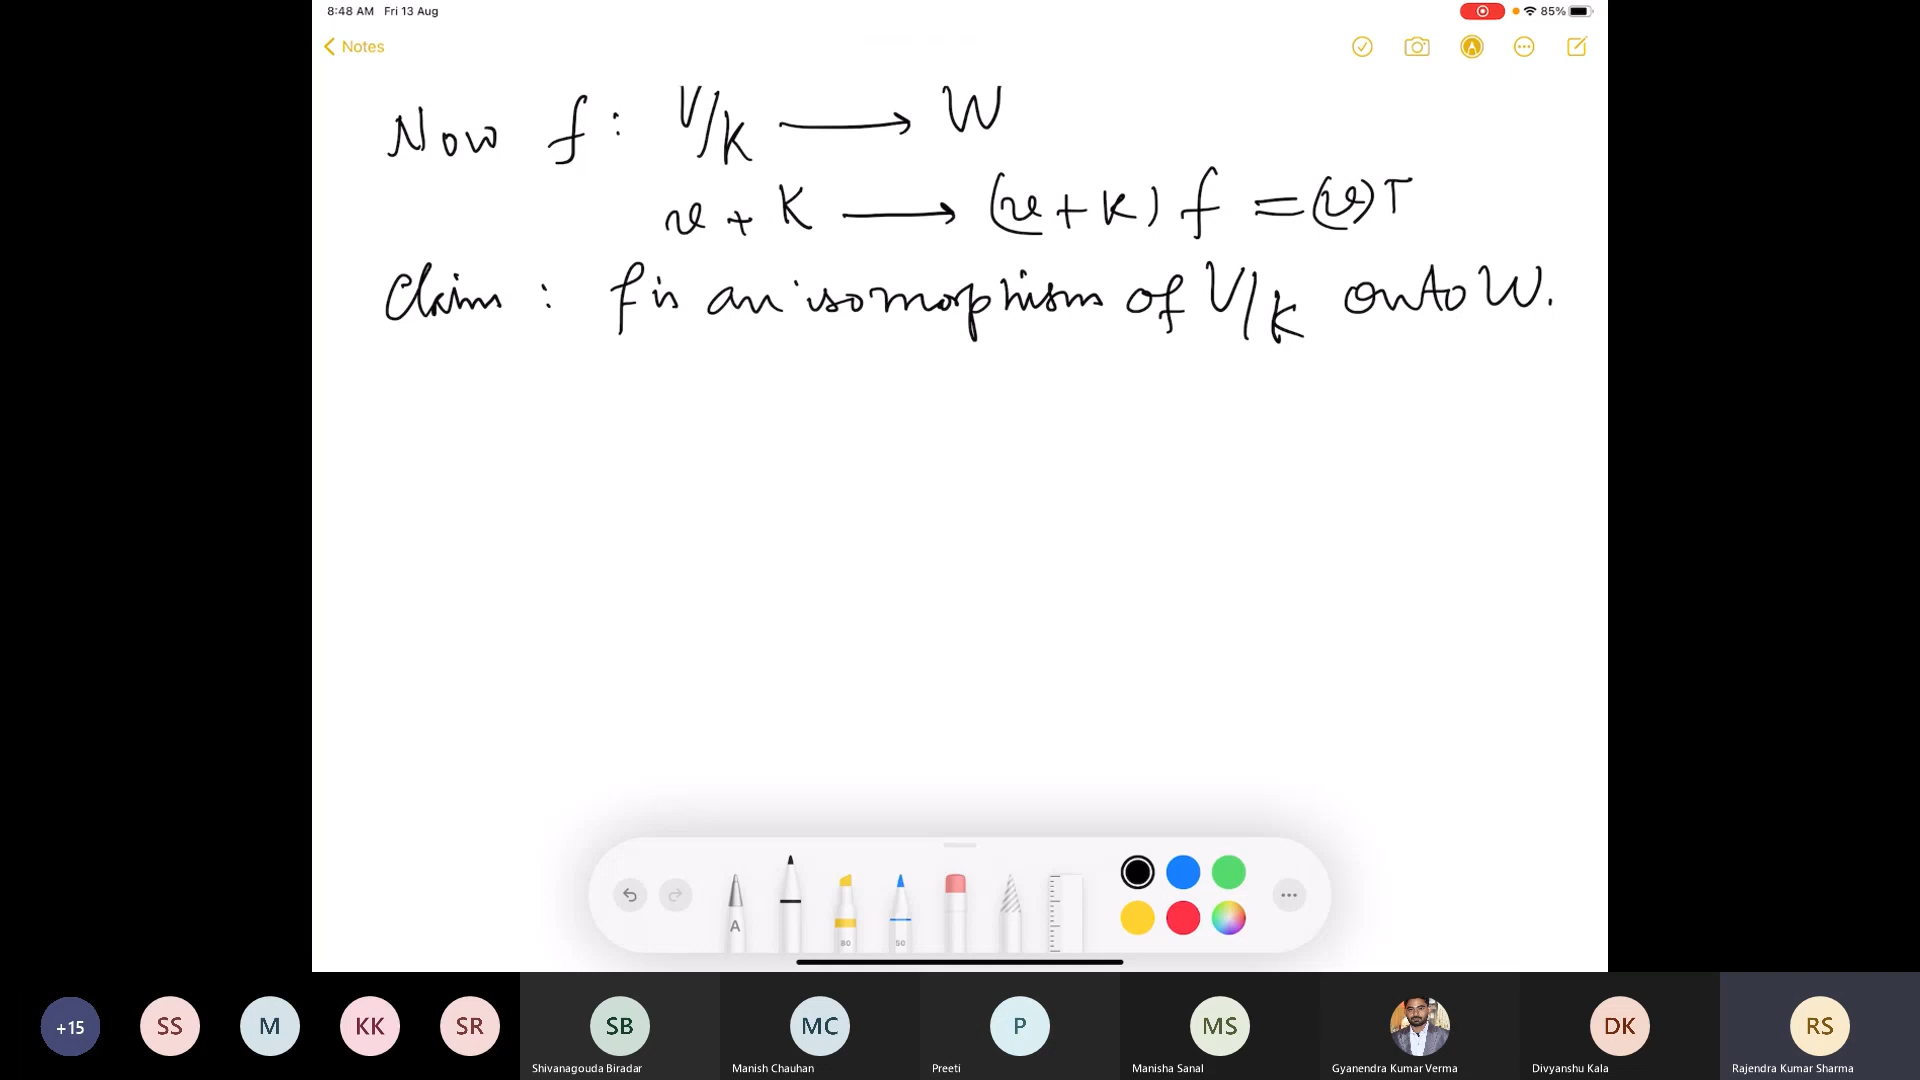 8:48 AM Fri 13 Aug
85%
Notes
Now f: V/K ⟶ W
v + K ⟶ (v+K) f = (v)T
Claim : f is an isomorphism of V/K onto W.
A
80
50
+15
SS
M
KK
SR
SB
MC
P
MS
DK
RS
Shivanagouda Biradar
Manish Chauhan
Preeti
Manisha Sanal
Gyanendra Kumar Verma
Divyanshu Kala
Rajendra Kumar Sharma